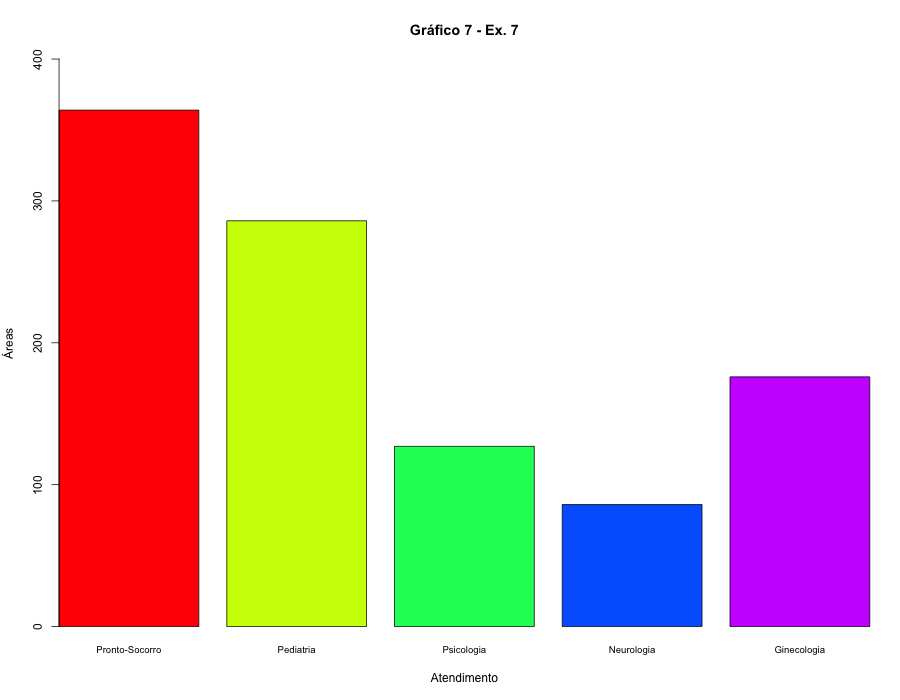 Gráfico 7 - Ex. 7
400
300
200
100
0
Áreas
Pronto-Socorro
Pediatria
Psicologia
Neurologia
Ginecologia
Atendimento